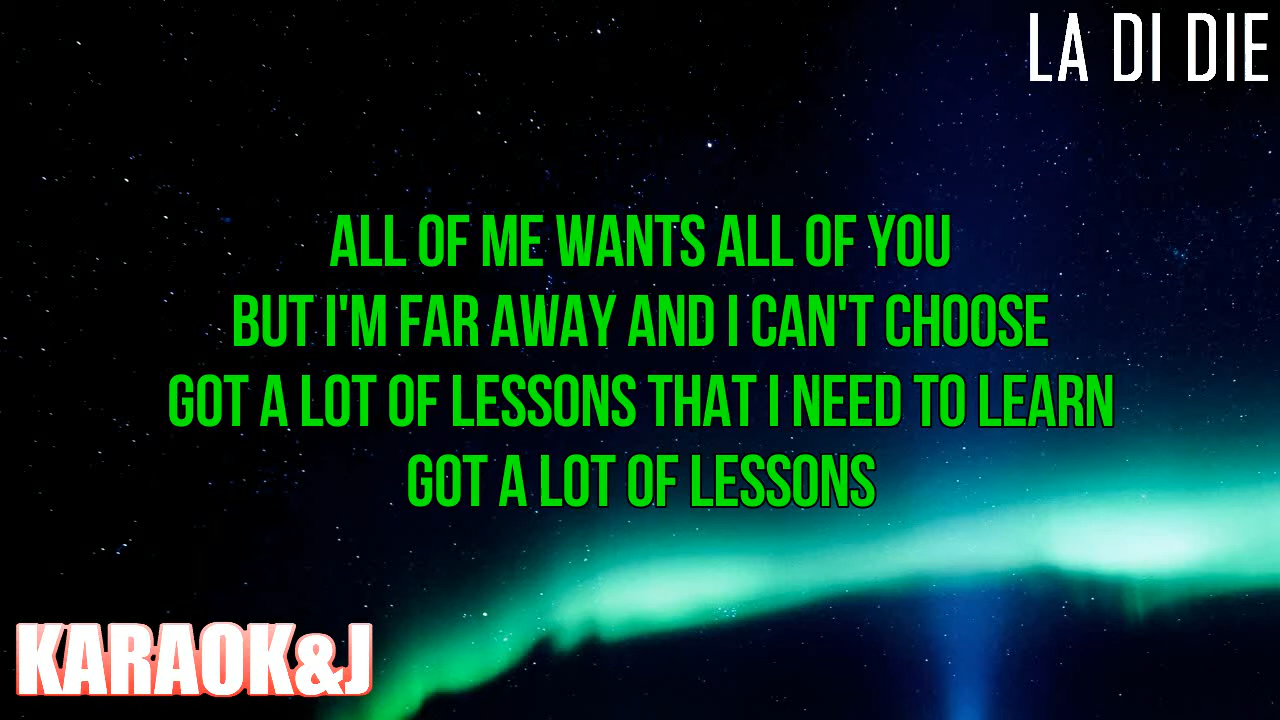 LA DI DIE
ALL OF ME WANTS ALL OF YOU
BUT I'M FAR AWAY AND I CAN'T CHOOSE
GOT A LOT OF LESSONS THAT I NEED TO LEARN
GOT A LOT OF LESSONS
KARAOK&J